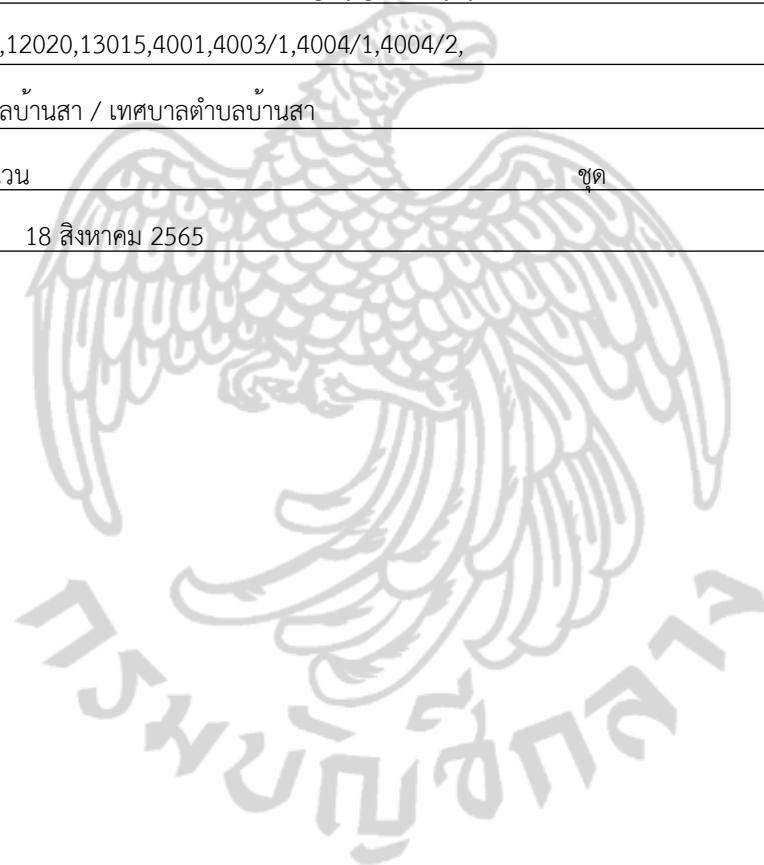 ,12020,13015,4001,4003/1,4004/1,4004/2,
ลบ้านสา / เทศบาลตำบลบ้านสา
วน ชุด
18 สิงหาคม 2565
กรมบัญชีกลาง